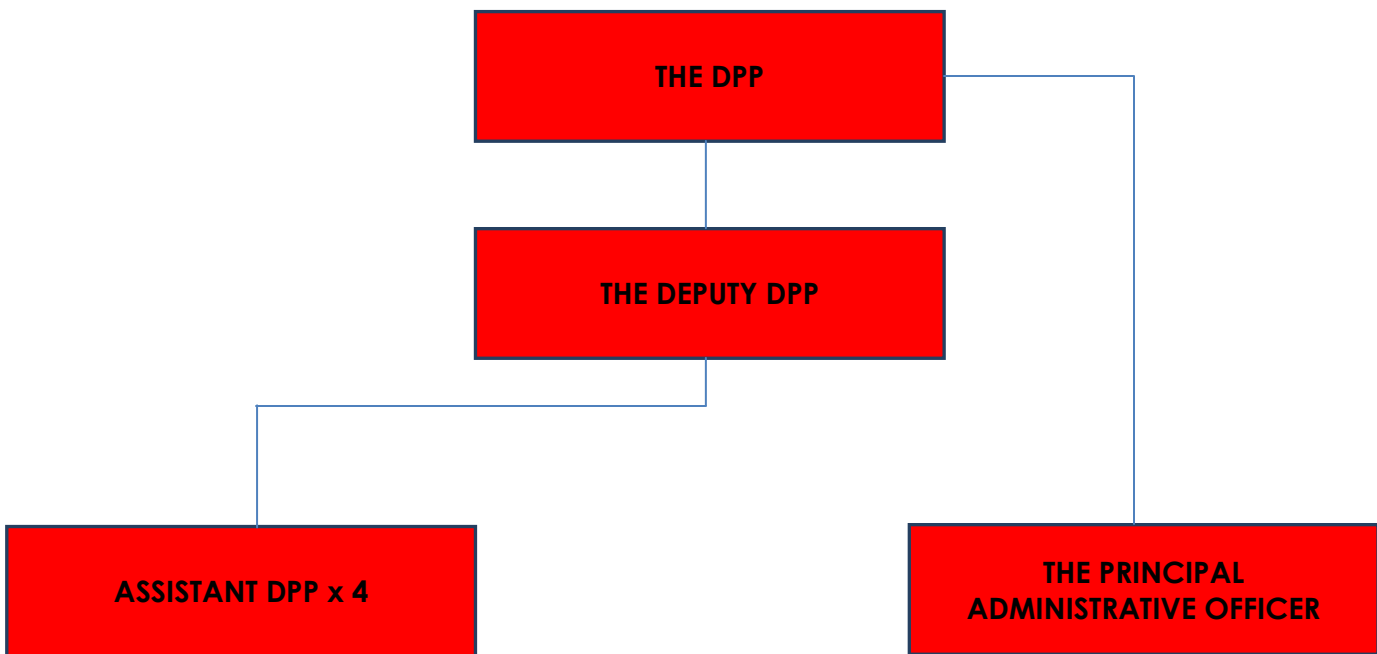 THE DPP
THE DEPUTY DPP
ASSISTANT DPP x 4
THE PRINCIPAL
ADMINISTRATIVE OFFICER